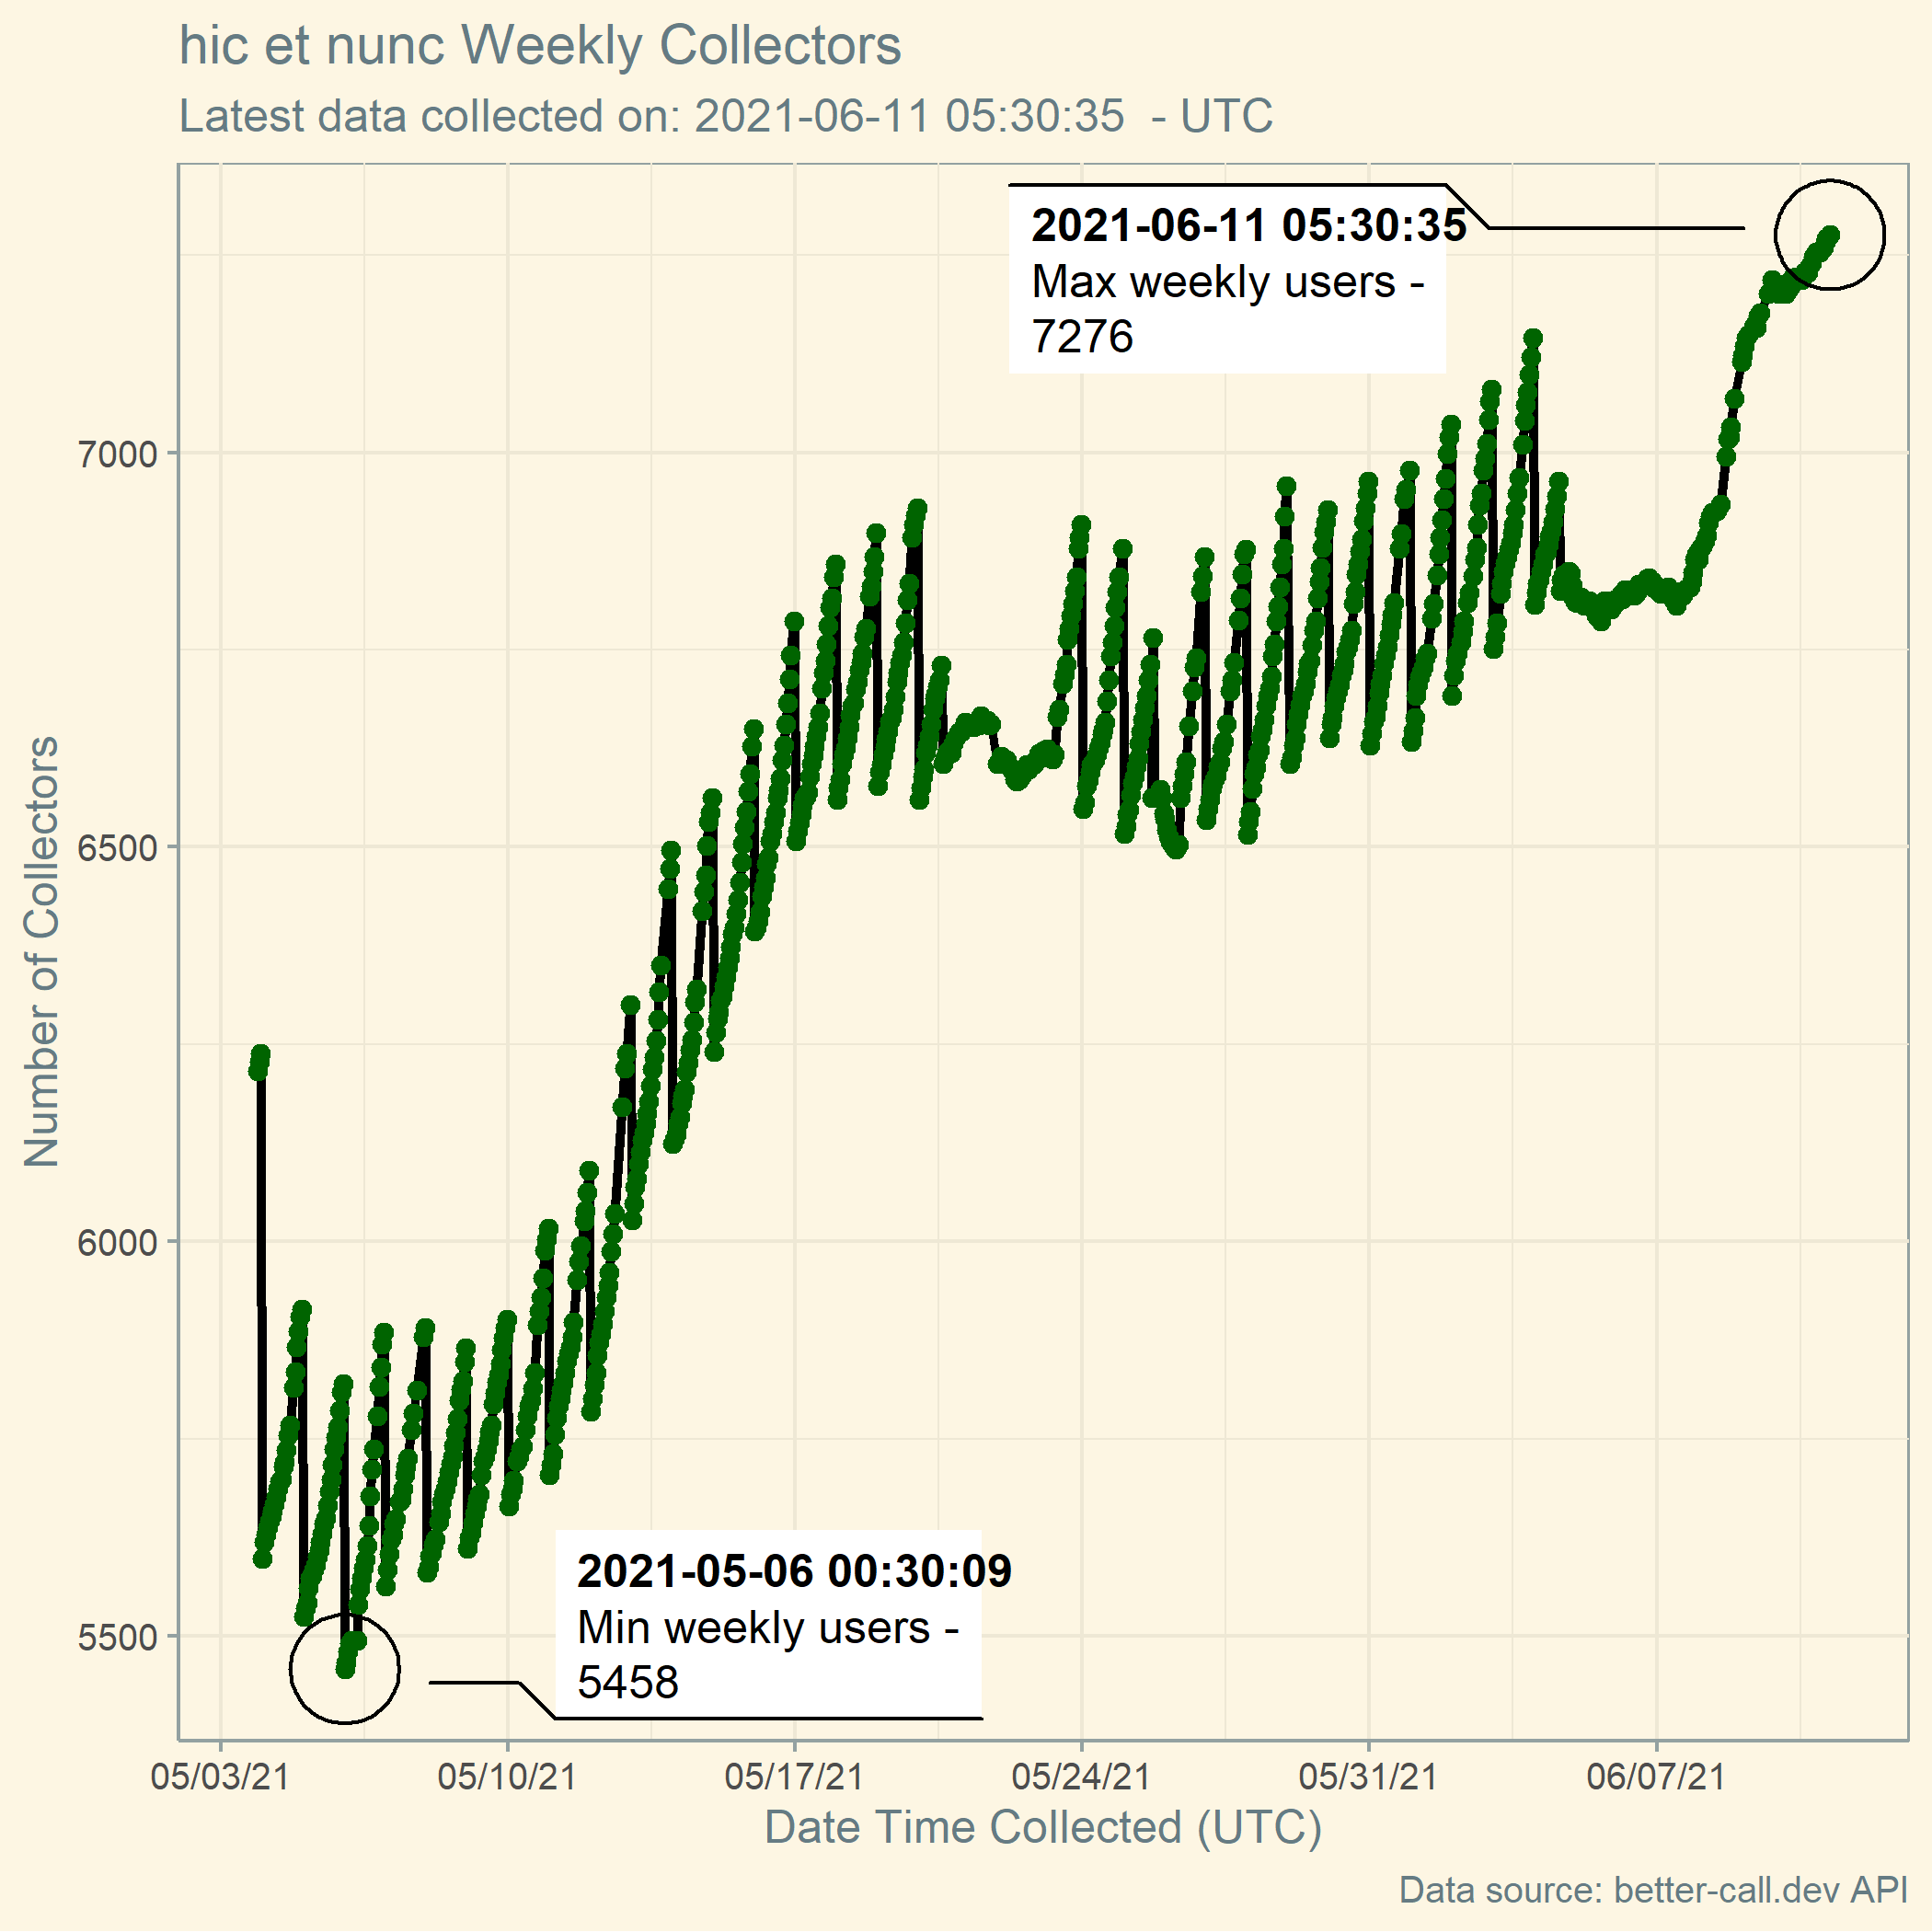 hic et nunc Weekly Collectors
Latest data collected on: 2021-06-11 05:30:35  - UTC
2021-06-11 05:30:35
Max weekly users -
7276
7000
6500
6000
5500
Number of Collectors
2021-05-06 00:30:09
Min weekly users -
5458
05/03/21 05/10/21 05/17/21 05/24/21 05/31/21 06/07/21
Date Time Collected (UTC)
Data source: better-call.dev API